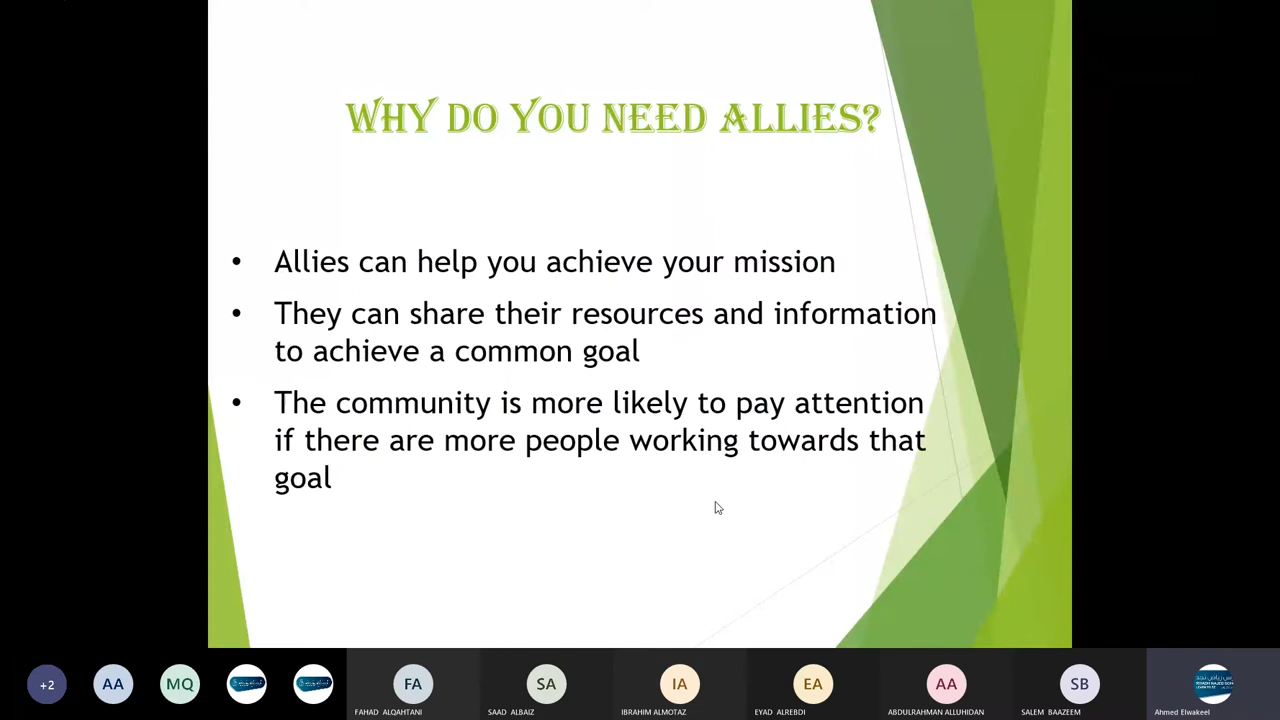 WHY DO YOU NEED ALLIES?
• Allies can help you achieve your mission
• They can share their resources and information
to achieve a common goal
• The community is more likely to pay attention
if there are more people working towards that
goal
+2
AA
MQ
FA
SA
IA
EA
AA
SB
FAHAD ALQAHTANI
SAAD ALBAIZ
IBRAHIM ALMOTAZ
EYAD ALREBDI
ABDULRAHMAN ALLUHIDAN
SALEM BAAZEEM
Ahmed Elwakeel